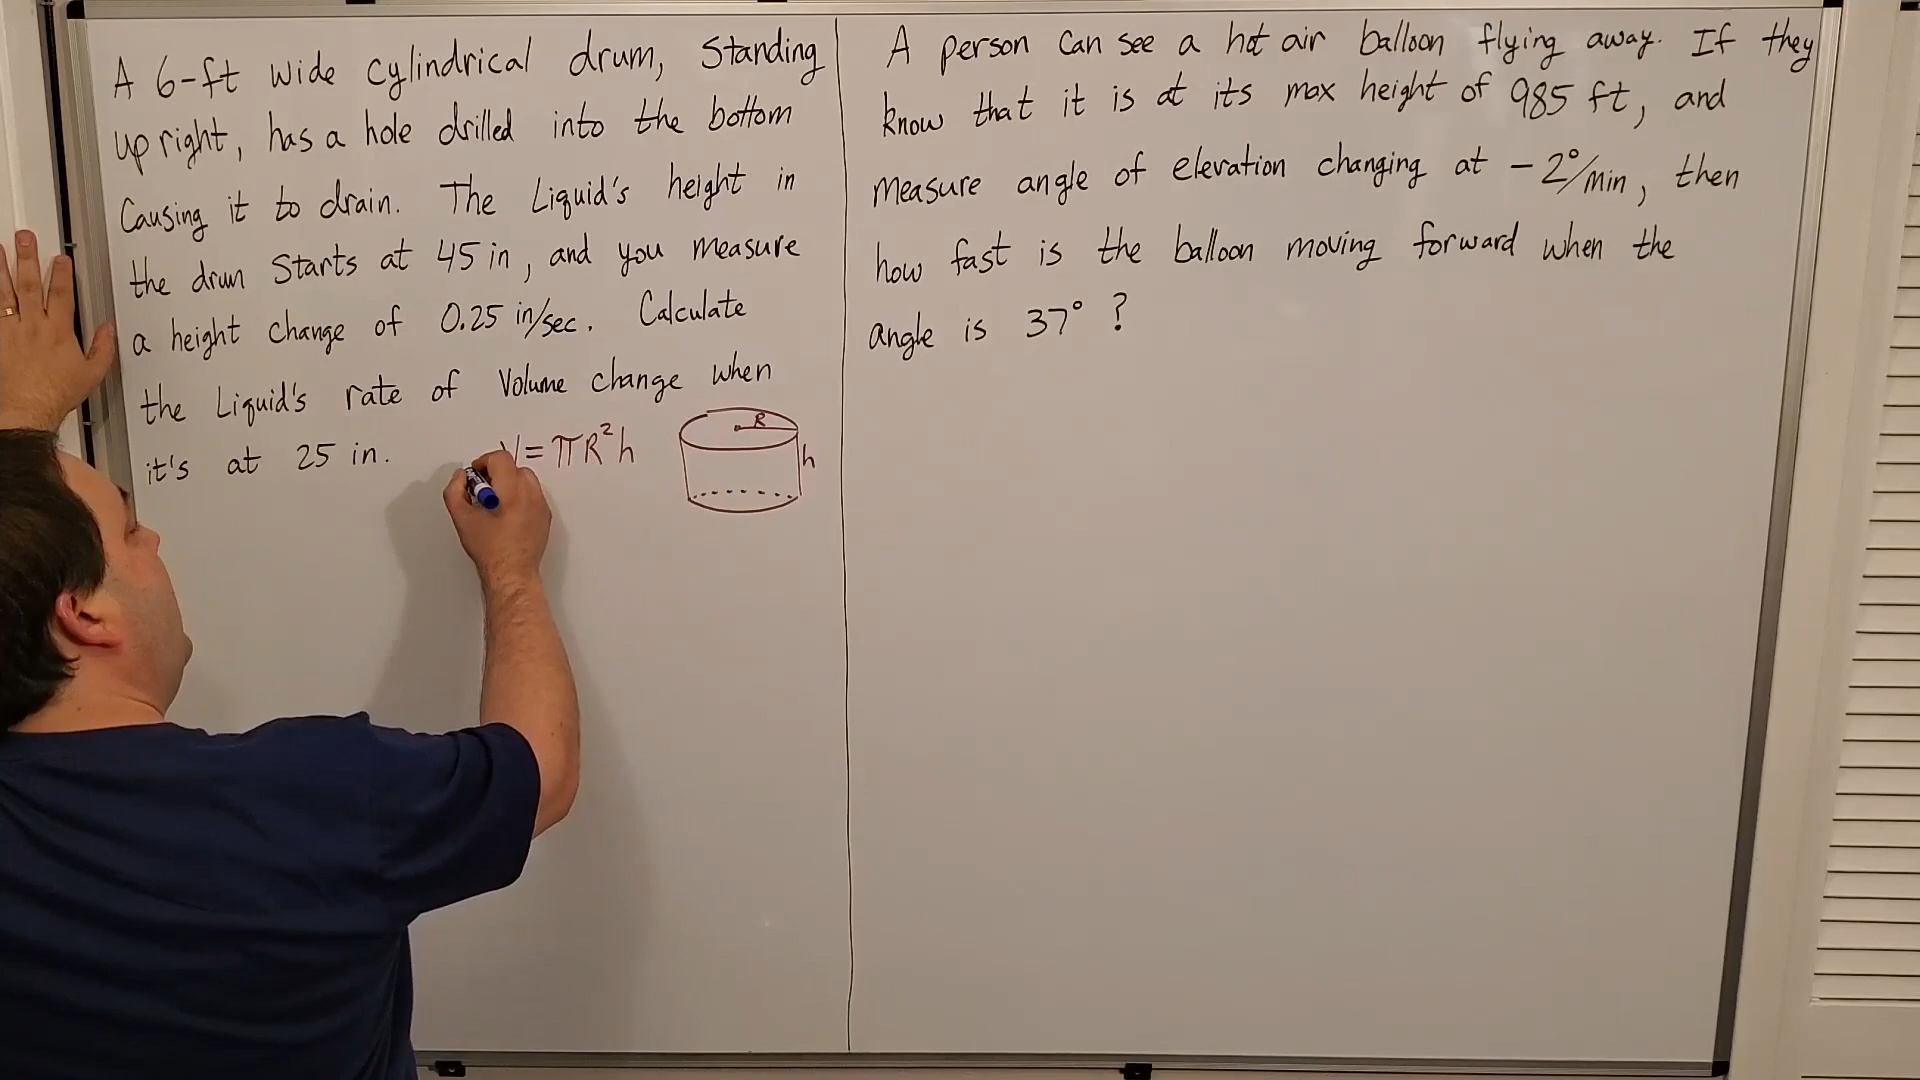 A 6-ft wide cylindrical drum, standing
up right, has a hole drilled into the bottom
Causing it to drain. The Liquid's height in
the drum Starts at 45 in, and you measure
a height change of 0.25 in/sec. Calculate
the Liquid's rate of Volume change when
it's at 25 in.
V = πR²h
R
h
A person can see a hot air balloon flying away. If they
know that it is at its max height of 985 ft, and
measure angle of elevation changing at -2°/min, then
how fast is the balloon moving forward when the
angle is 37° ?